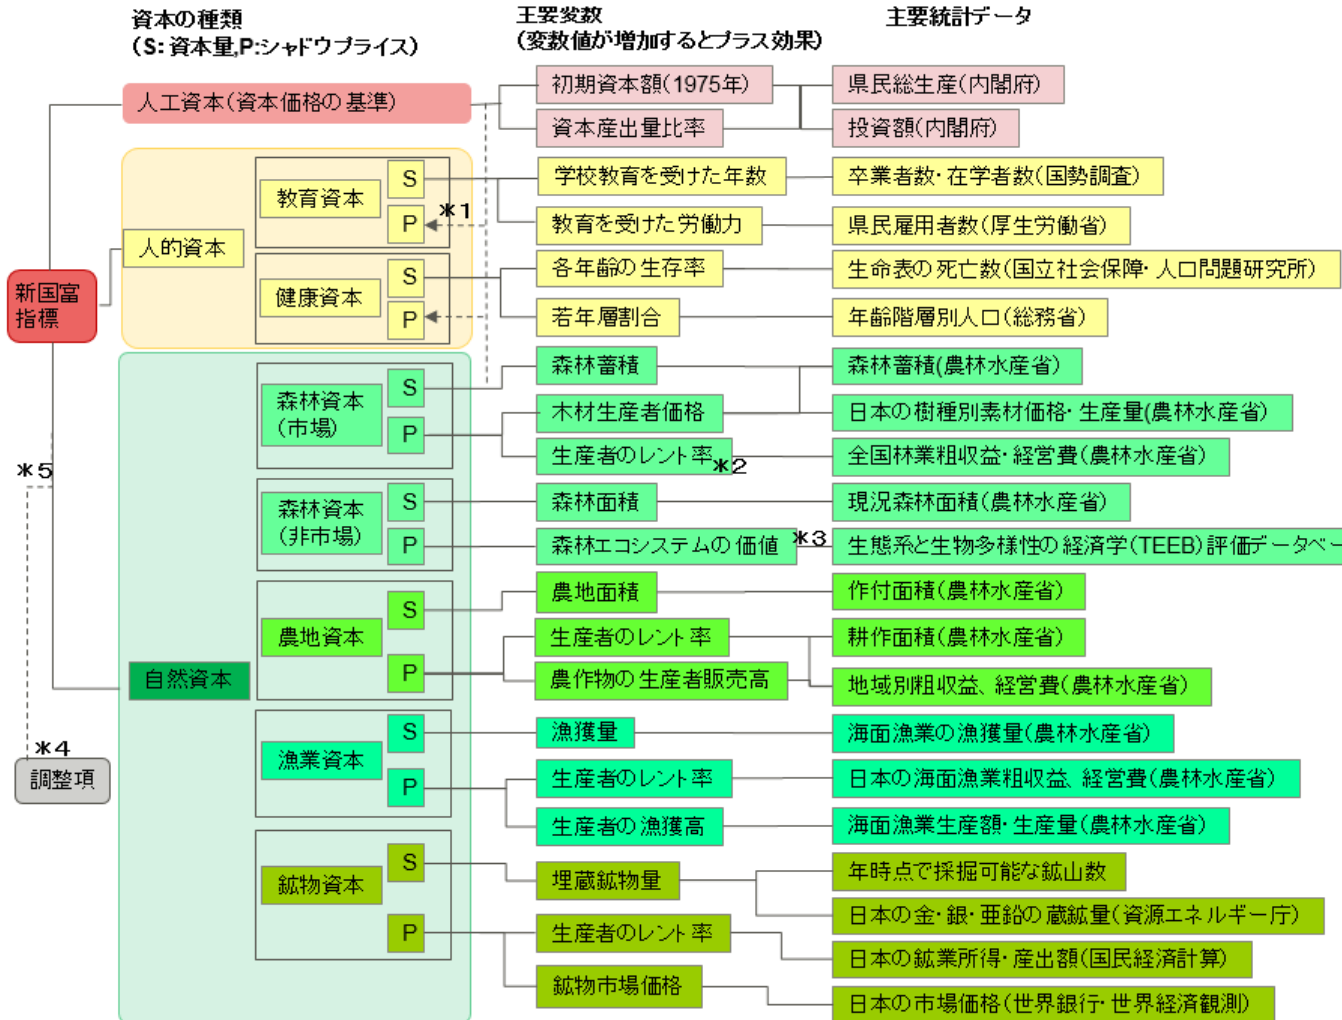 資本の種類
(S:資本量,P:シャドウプライス)
主要変数
(変数値が増加するとプラス効果)
主要統計データ
人工資本(資本価格の基準)
初期資本額(1975年)
県民総生産(内閣府)
資本産出量比率
投資額(内閣府)
新国富
指標
人的資本
教育資本
S
学校教育を受けた年数
卒業者数・在学者数(国勢調査)
*1
P
教育を受けた労働力
県民雇用者数(厚生労働省)
健康資本
S
各年齢の生存率
生命表の死亡数(国立社会保障・人口問題研究所)
P
若年層割合
年齢階層別人口(総務省)
自然資本
森林資本
(市場)
S
森林蓄積
森林蓄積(農林水産省)
P
木材生産者価格
日本の樹種別素材価格・生産量(農林水産省)
生産者のレント率
*2
全国林業粗収益・経営費(農林水産省)
森林資本
(非市場)
S
森林面積
現況森林面積(農林水産省)
P
森林エコシステムの価値
*3
生態系と生物多様性の経済学(TEEB)評価データベー
農地資本
S
農地面積
作付面積(農林水産省)
P
生産者のレント率
耕作面積(農林水産省)
農作物の生産者販売高
地域別粗収益、経営費(農林水産省)
漁業資本
S
漁獲量
海面漁業の漁獲量(農林水産省)
P
生産者のレント率
日本の海面漁業粗収益、経営費(農林水産省)
生産者の漁獲高
海面漁業生産額・生産量(農林水産省)
鉱物資本
S
埋蔵鉱物量
年時点で採掘可能な鉱山数
日本の金・銀・亜鉛の蔵鉱量(資源エネルギー庁)
P
生産者のレント率
日本の鉱業所得・産出額(国民経済計算)
鉱物市場価格
日本の市場価格(世界銀行・世界経済観測)
*5
*4
調整項